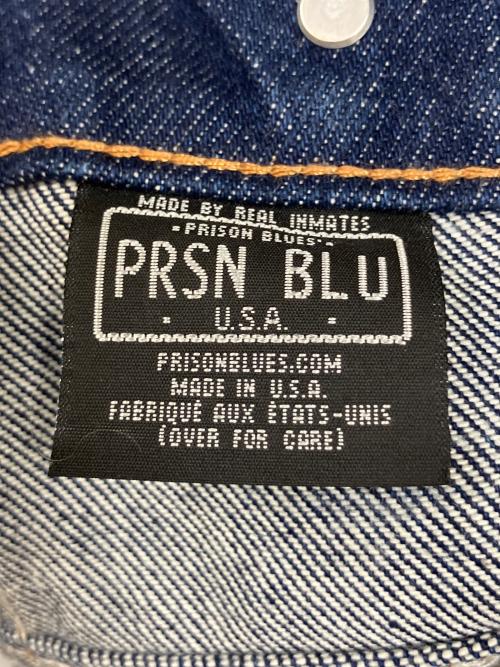 MADE BY REAL INMATES
- PRISON BLUES -
PRSN BLU
- U.S.A. -
PRISONBLUES.COM
MADE IN U.S.A.
FABRIQUÉ AUX ÉTATS-UNIS
(OVER FOR CARE)